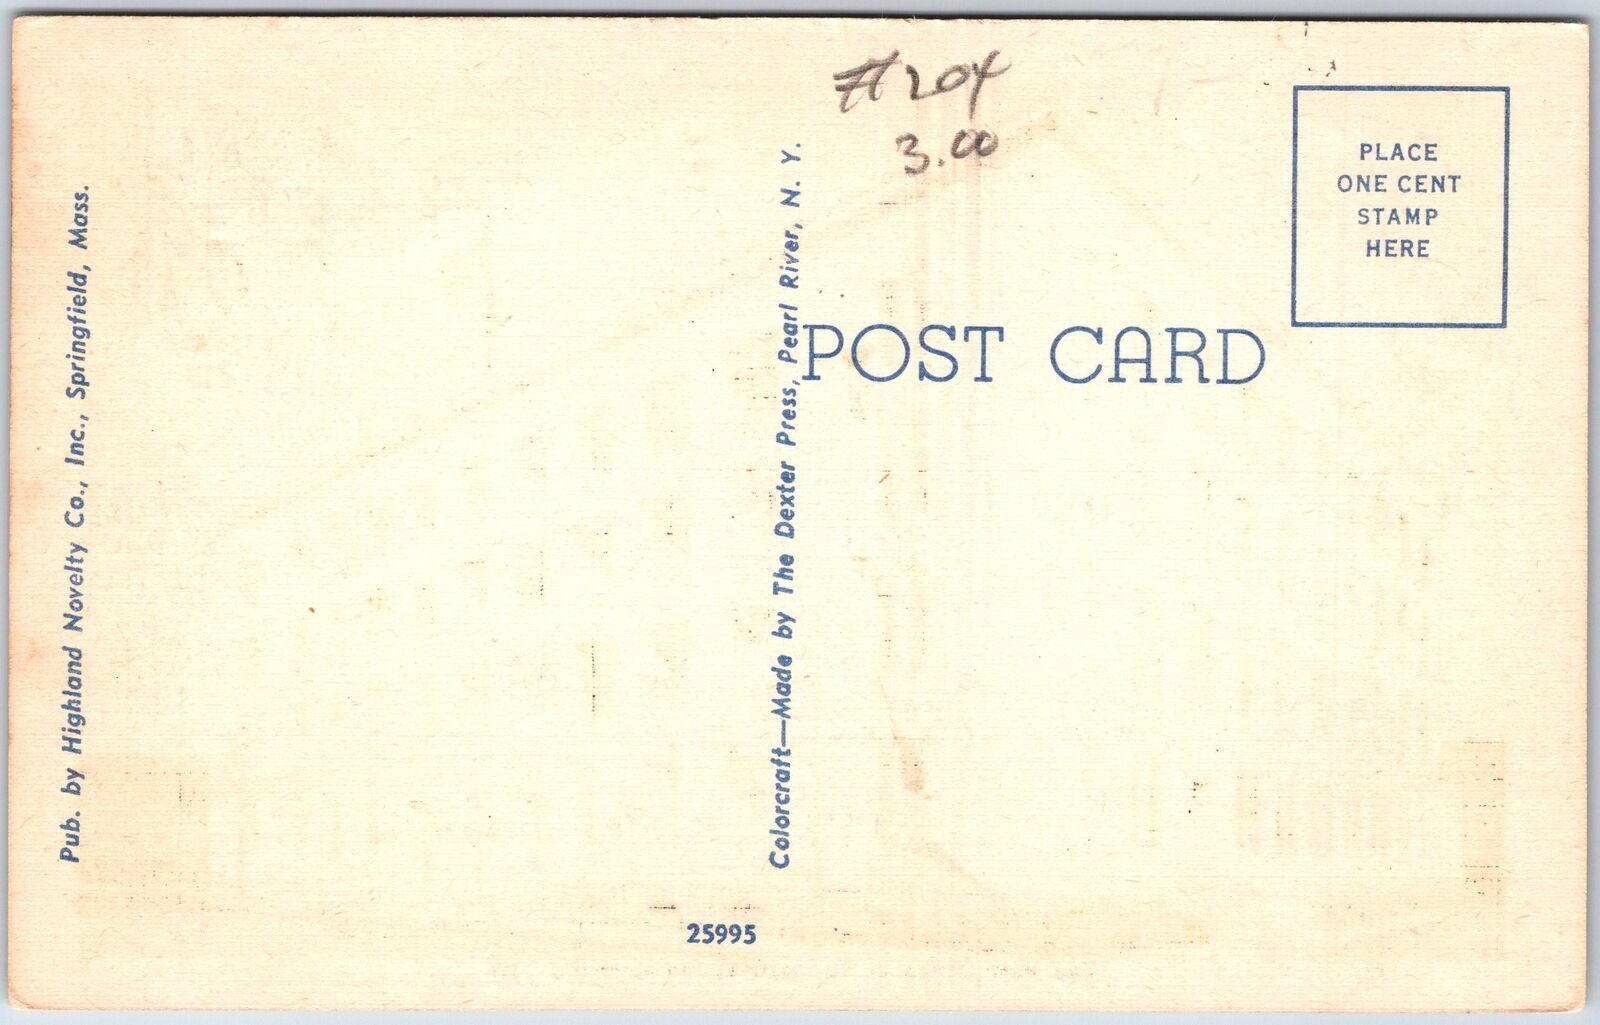 #204
3.00
PLACE
ONE CENT
STAMP
HERE
POST CARD
Pub. by Highland Novelty Co., Inc., Springfield, Mass.
Colorcraft—Made by The Dexter Press, Pearl River, N. Y.
25995